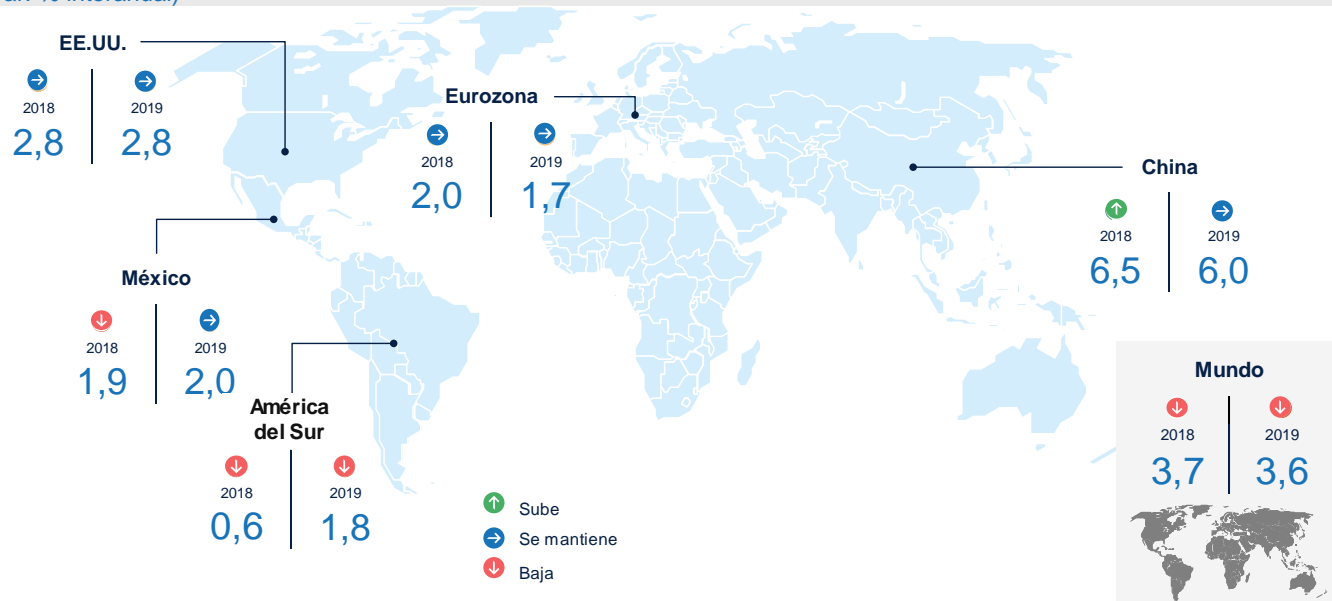 % interanual)
EE.UU.
2018
2019
2,8
2,8
Eurozona
2018
2019
2,0
1,7
China
2018
2019
6,5
6,0
México
2018
2019
1,9
2,0
América
del Sur
2018
2019
0,6
1,8
Mundo
2018
2019
3,7
3,6
Sube
Se mantiene
Baja